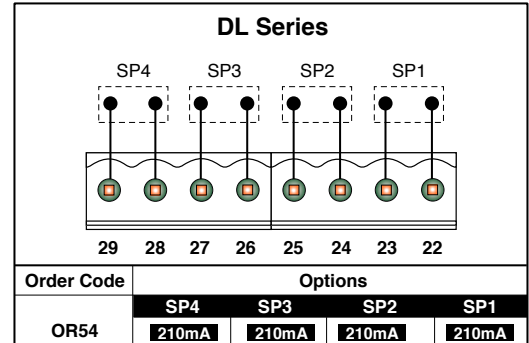 DL Series
SP4 SP3 SP2 SP1
29 28 27 26 25 24 23 22
Order Code Options
SP4 SP3 SP2 SP1
OR54 210mA 210mA 210mA 210mA